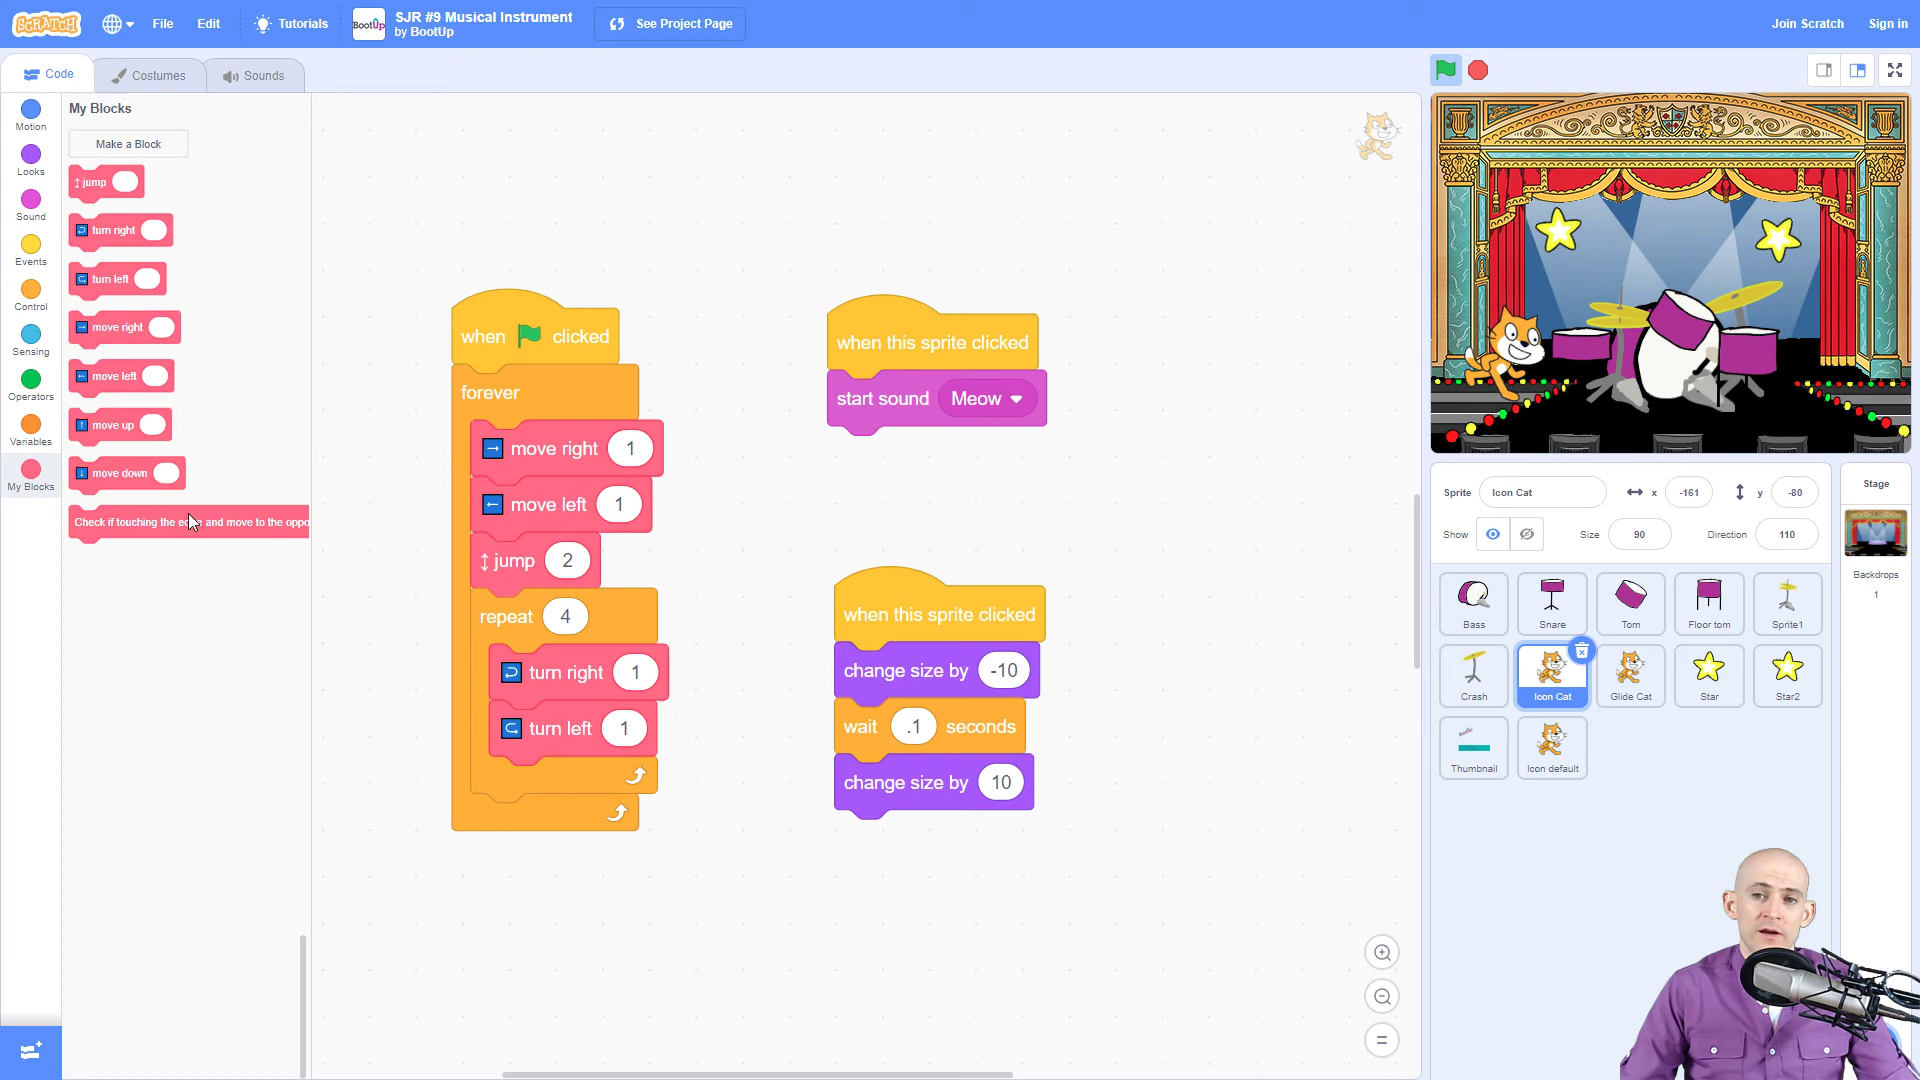 SCRATCH
File
Edit
Tutorials
BootUp
SJR #9 Musical Instrument
by BootUp
See Project Page
Join Scratch
Sign in
Code
Costumes
Sounds
Motion
Looks
Sound
Events
Control
Sensing
Operators
Variables
My Blocks
My Blocks
Make a Block
jump
turn right
turn left
move right
move left
move up
move down
Check if touching the and move to the oppo
when clicked
forever
move right 1
move left 1
jump 2
repeat 4
turn right 1
turn left 1
when this sprite clicked
start sound Meow
when this sprite clicked
change size by -10
wait .1 seconds
change size by 10
Sprite Icon Cat x -161 y -80
Show Size 90 Direction 110
Bass
Snare
Tom
Floor tom
Sprite1
Crash
Icon Cat
Glide Cat
Star
Star2
Thumbnail
Icon default
Stage
Backdrops
1